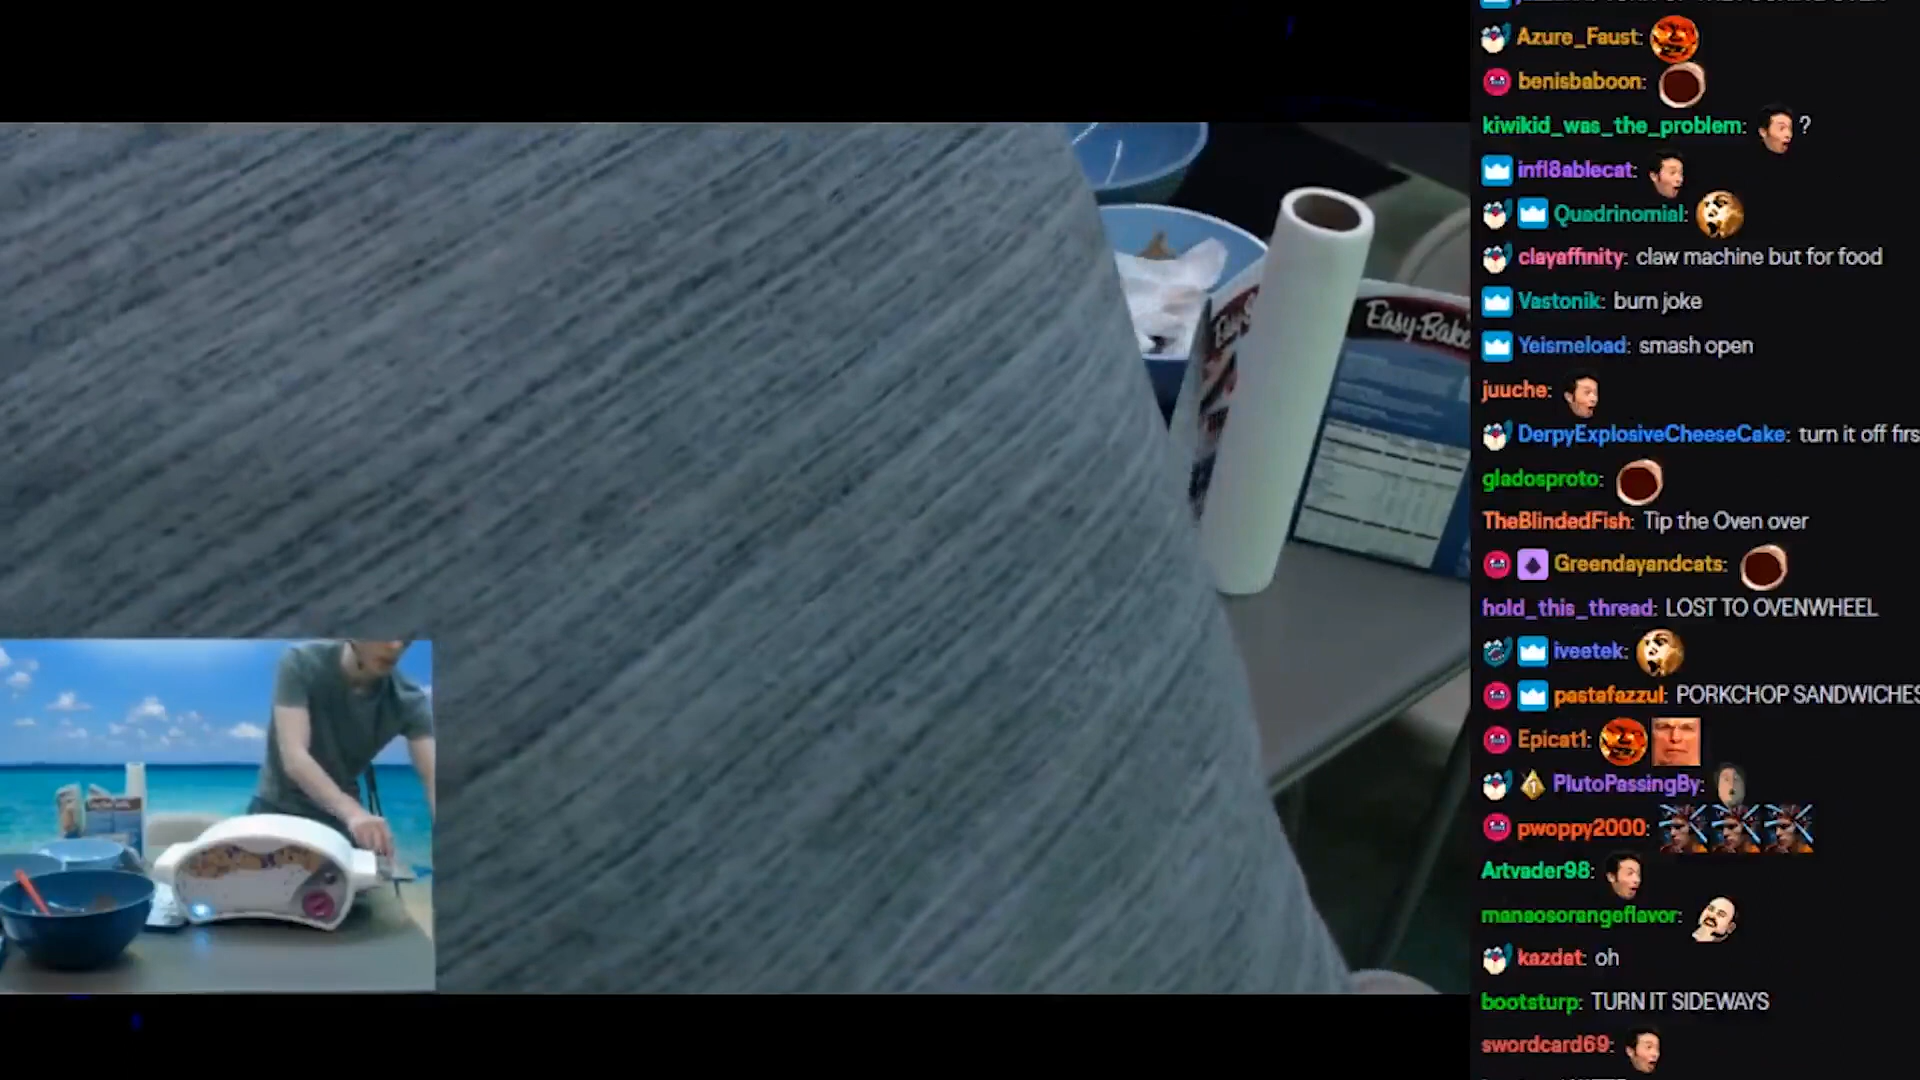 Azure_Faust:
benisbaboon:
kiwikid_was_the_problem: ?
infl8ablecat:
Quadrinomial:
clayaffinity: claw machine but for food
Vastonik: burn joke
Yeismeload: smash open
juuche:
DerpyExplosiveCheeseCake: turn it off firs
gladosproto:
TheBlindedFish: Tip the Oven over
Greendayandcats:
hold_this_thread: LOST TO OVENWHEEL
iveetek:
pastafazzul: PORKCHOP SANDWICHES
Epicat1:
PlutoPassingBy:
pwoppy2000:
Artvader98:
manaosorangeflavor:
kazdat: oh
bootsturp: TURN IT SIDEWAYS
swordcard69:
Easy-Bake